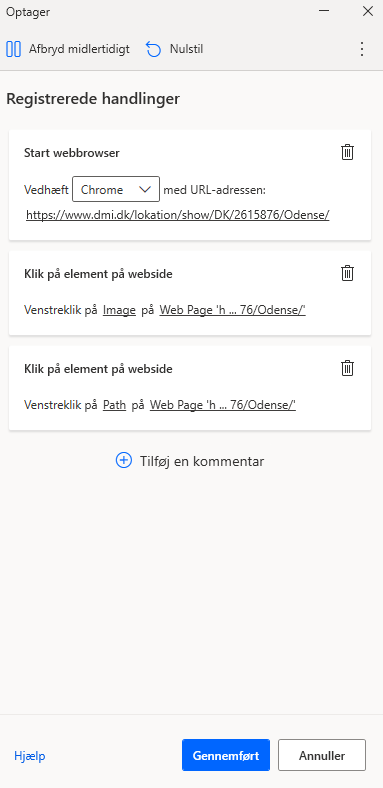 Optager
Afbryd midlertidigt Nulstil
Registrerede handlinger
Start webbrowser
Vedhæft Chrome med URL-adressen:
https://www.dmi.dk/lokation/show/DK/2615876/Odense/
Klik på element på webside
Venstreklik på Image på Web Page 'h ... 76/Odense/'
Klik på element på webside
Venstreklik på Path på Web Page 'h ... 76/Odense/'
Tilføj en kommentar
Hjælp Gennemført Annuller